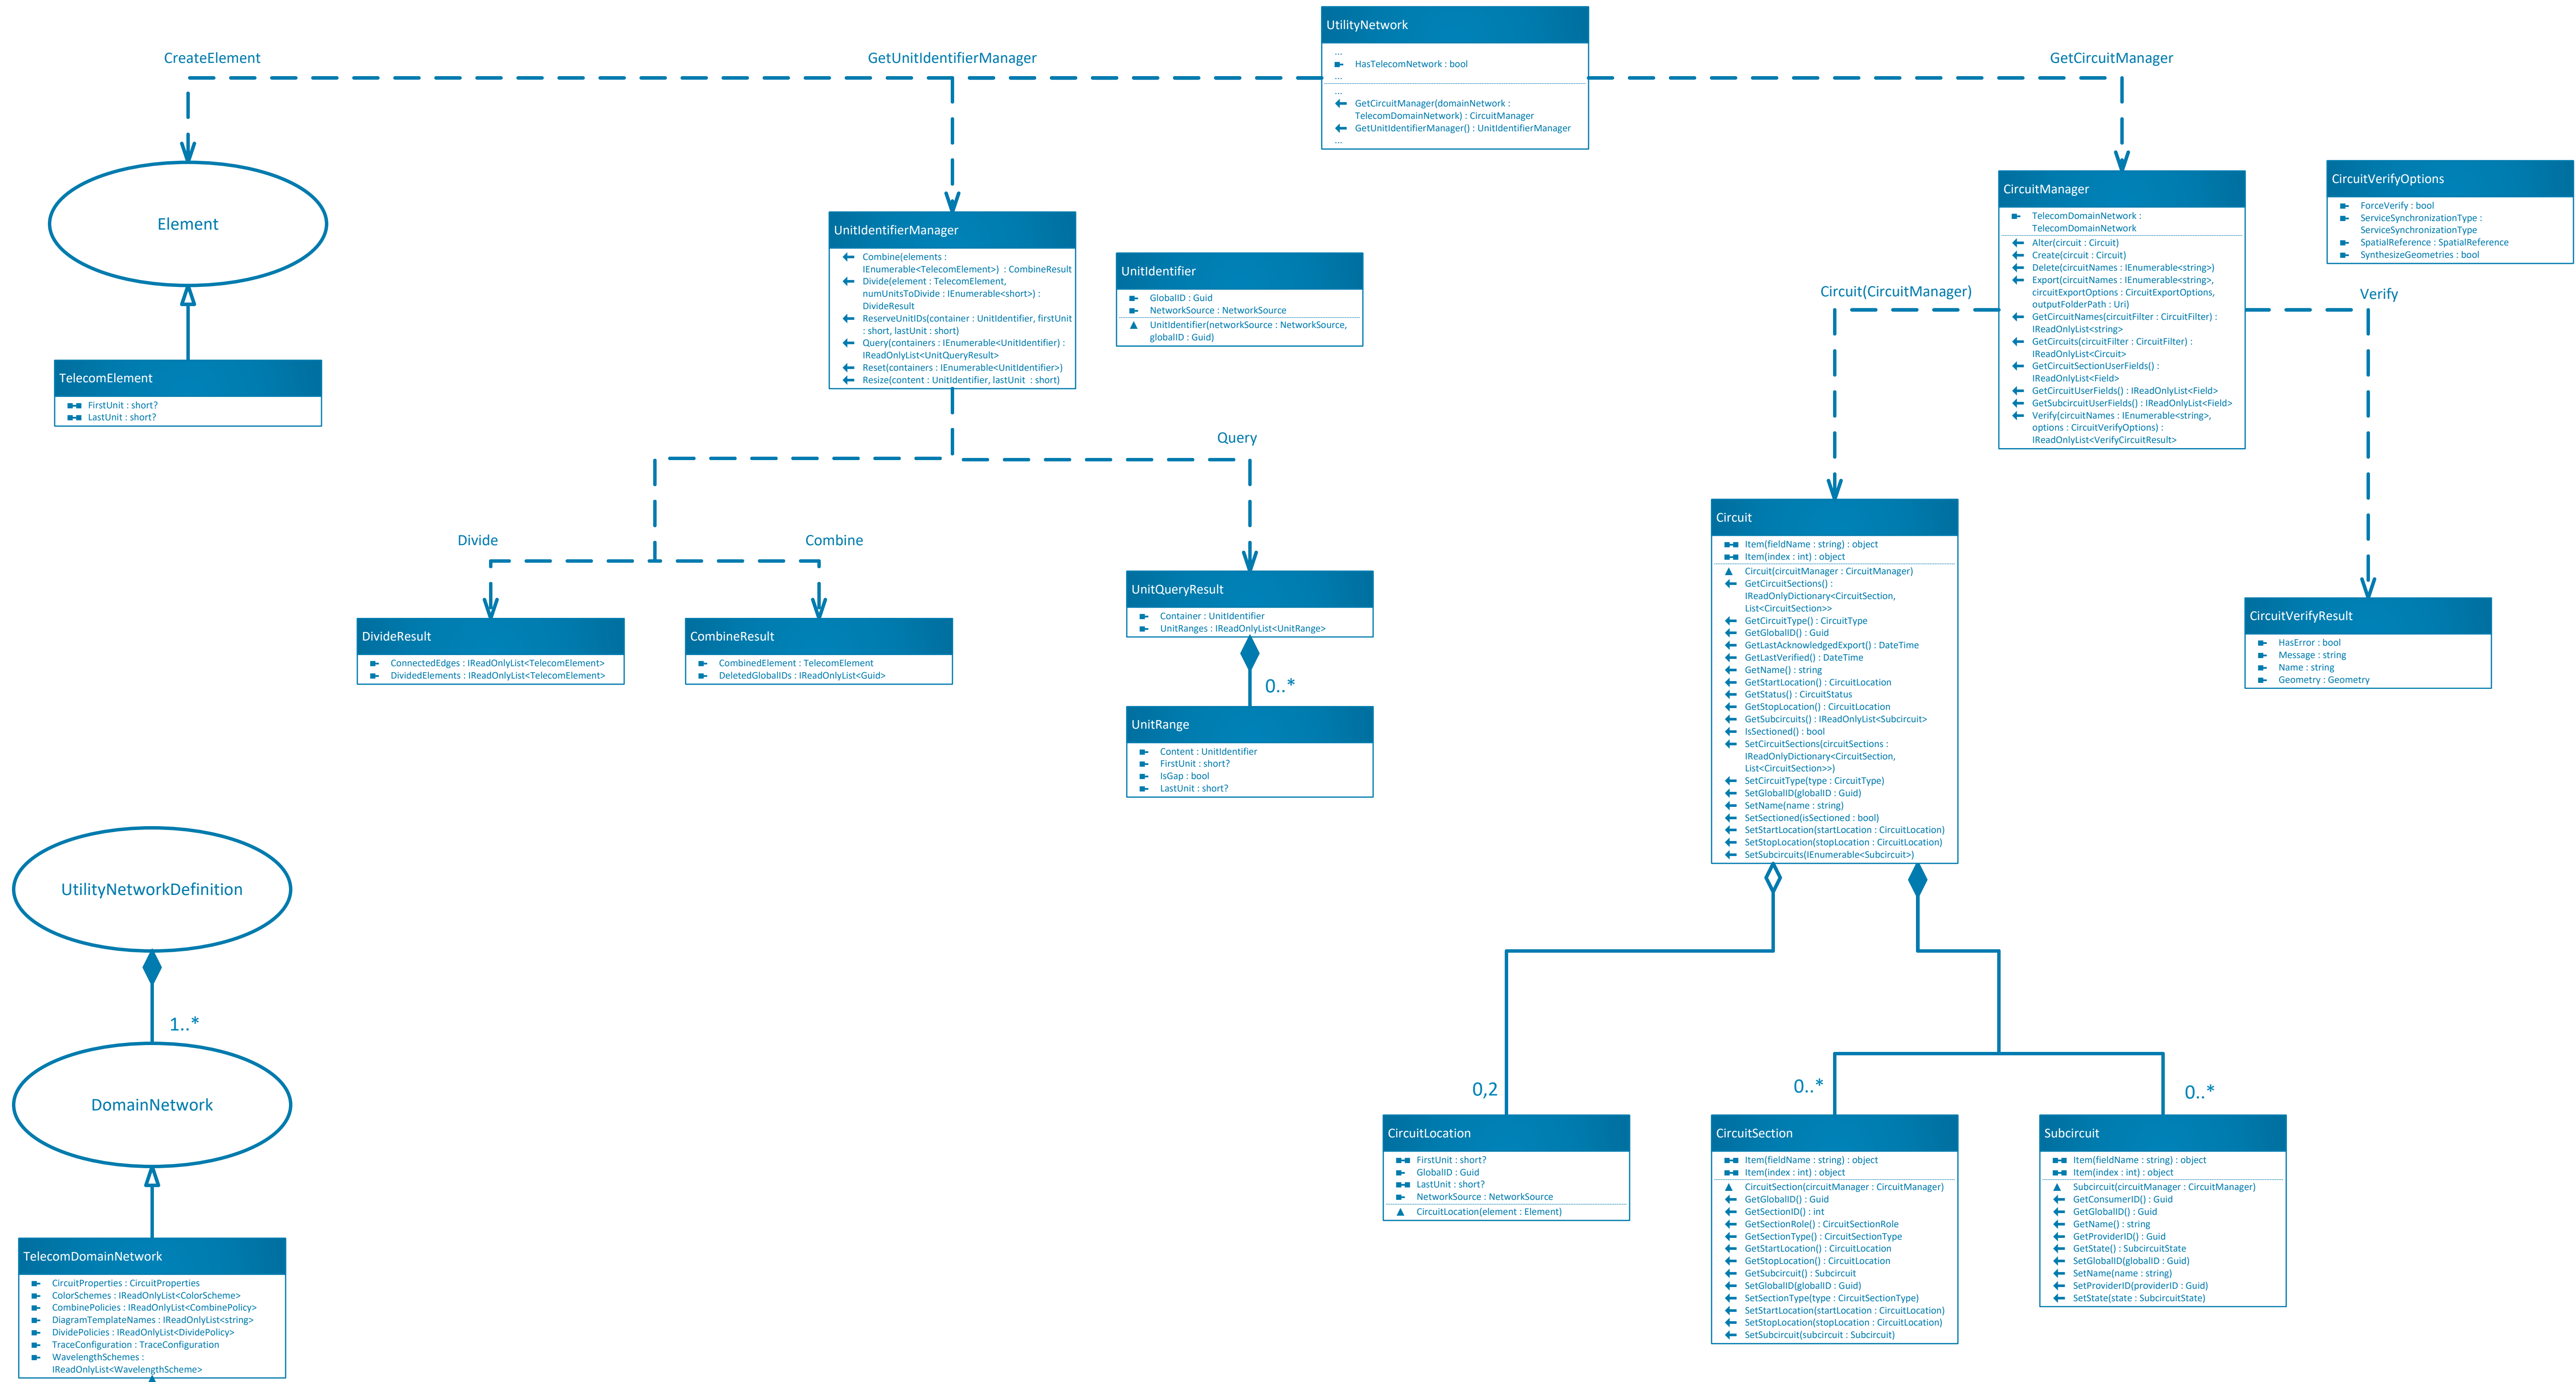 UtilityNetwork
...
HasTelecomNetwork : bool
...
...
GetCircuitManager(domainNetwork :
TelecomDomainNetwork) : CircuitManager
GetUnitIdentifierManager() : UnitIdentifierManager
...
CreateElement
GetUnitIdentifierManager
GetCircuitManager
Element
TelecomElement
FirstUnit : short?
LastUnit : short?
UnitIdentifierManager
Combine(elements :
IEnumerable<TelecomElement>) : CombineResult
Divide(element : TelecomElement,
numUnitsToDivide : IEnumerable<short>) :
DivideResult
ReserveUnitIDs(container : UnitIdentifier, firstUnit
: short, lastUnit : short)
Query(containers : IEnumerable<UnitIdentifier) :
IReadOnlyList<UnitQueryResult>
Reset(containers : IEnumerable<UnitIdentifier>)
Resize(content : UnitIdentifier, lastUnit : short)
UnitIdentifier
GlobalID : Guid
NetworkSource : NetworkSource
UnitIdentifier(networkSource : NetworkSource,
globalID : Guid)
CircuitManager
TelecomDomainNetwork :
TelecomDomainNetwork
Alter(circuit : Circuit)
Create(circuit : Circuit)
Delete(circuitNames : IEnumerable<string>)
Export(circuitNames : IEnumerable<string>,
circuitExportOptions : CircuitExportOptions,
outputFolderPath : Uri)
GetCircuitNames(circuitFilter : CircuitFilter) :
IReadOnlyList<string>
GetCircuits(circuitFilter : CircuitFilter) :
IReadOnlyList<Circuit>
GetCircuitSectionUserFields() :
IReadOnlyList<Field>
GetCircuitUserFields() : IReadOnlyList<Field>
GetSubcircuitUserFields() : IReadOnlyList<Field>
Verify(circuitNames : IEnumerable<string>,
options : CircuitVerifyOptions) :
IReadOnlyList<VerifyCircuitResult>
CircuitVerifyOptions
ForceVerify : bool
ServiceSynchronizationType :
ServiceSynchronizationType
SpatialReference : SpatialReference
SynthesizeGeometries : bool
Circuit(CircuitManager)
Verify
Query
Divide
Combine
DivideResult
ConnectedEdges : IReadOnlyList<TelecomElement>
DividedElements : IReadOnlyList<TelecomElement>
CombineResult
CombinedElement : TelecomElement
DeletedGlobalIDs : IReadOnlyList<Guid>
UnitQueryResult
Container : UnitIdentifier
UnitRanges : IReadOnlyList<UnitRange>
0..*
UnitRange
Content : UnitIdentifier
FirstUnit : short?
IsGap : bool
LastUnit : short?
Circuit
Item(fieldName : string) : object
Item(index : int) : object
Circuit(circuitManager : CircuitManager)
GetCircuitSections() :
IReadOnlyDictionary<CircuitSection,
List<CircuitSection>>
GetCircuitType() : CircuitType
GetGlobalID() : Guid
GetLastAcknowledgedExport() : DateTime
GetLastVerified() : DateTime
GetName() : string
GetStartLocation() : CircuitLocation
GetStatus() : CircuitStatus
GetStopLocation() : CircuitLocation
GetSubcircuits() : IReadOnlyList<Subcircuit>
IsSectioned() : bool
SetCircuitSections(circuitSections :
IReadOnlyDictionary<CircuitSection,
List<CircuitSection>>)
SetCircuitType(type : CircuitType)
SetGlobalID(globalID : Guid)
SetName(name : string)
SetSectioned(isSectioned : bool)
SetStartLocation(startLocation : CircuitLocation)
SetStopLocation(stopLocation : CircuitLocation)
SetSubcircuits(IEnumerable<Subcircuit>)
CircuitVerifyResult
HasError : bool
Message : string
Name : string
Geometry : Geometry
UtilityNetworkDefinition
1..*
DomainNetwork
TelecomDomainNetwork
CircuitProperties : CircuitProperties
ColorSchemes : IReadOnlyList<ColorScheme>
CombinePolicies : IReadOnlyList<CombinePolicy>
DiagramTemplateNames : IReadOnlyList<string>
DividePolicies : IReadOnlyList<DividePolicy>
TraceConfiguration : TraceConfiguration
WavelengthSchemes :
IReadOnlyList<WavelengthScheme>
0,2
0..*
0..*
CircuitLocation
FirstUnit : short?
GlobalID : Guid
LastUnit : short?
NetworkSource : NetworkSource
CircuitLocation(element : Element)
CircuitSection
Item(fieldName : string) : object
Item(index : int) : object
CircuitSection(circuitManager : CircuitManager)
GetGlobalID() : Guid
GetSectionID() : int
GetSectionRole() : CircuitSectionRole
GetSectionType() : CircuitSectionType
GetStartLocation() : CircuitLocation
GetStopLocation() : CircuitLocation
GetSubcircuit() : Subcircuit
SetGlobalID(globalID : Guid)
SetSectionType(type : CircuitSectionType)
SetStartLocation(startLocation : CircuitLocation)
SetStopLocation(stopLocation : CircuitLocation)
SetSubcircuit(subcircuit : Subcircuit)
Subcircuit
Item(fieldName : string) : object
Item(index : int) : object
Subcircuit(circuitManager : CircuitManager)
GetConsumerID() : Guid
GetGlobalID() : Guid
GetName() : string
GetProviderID() : Guid
GetState() : SubcircuitState
SetGlobalID(globalID : Guid)
SetName(name : string)
SetProviderID(providerID : Guid)
SetState(state : SubcircuitState)